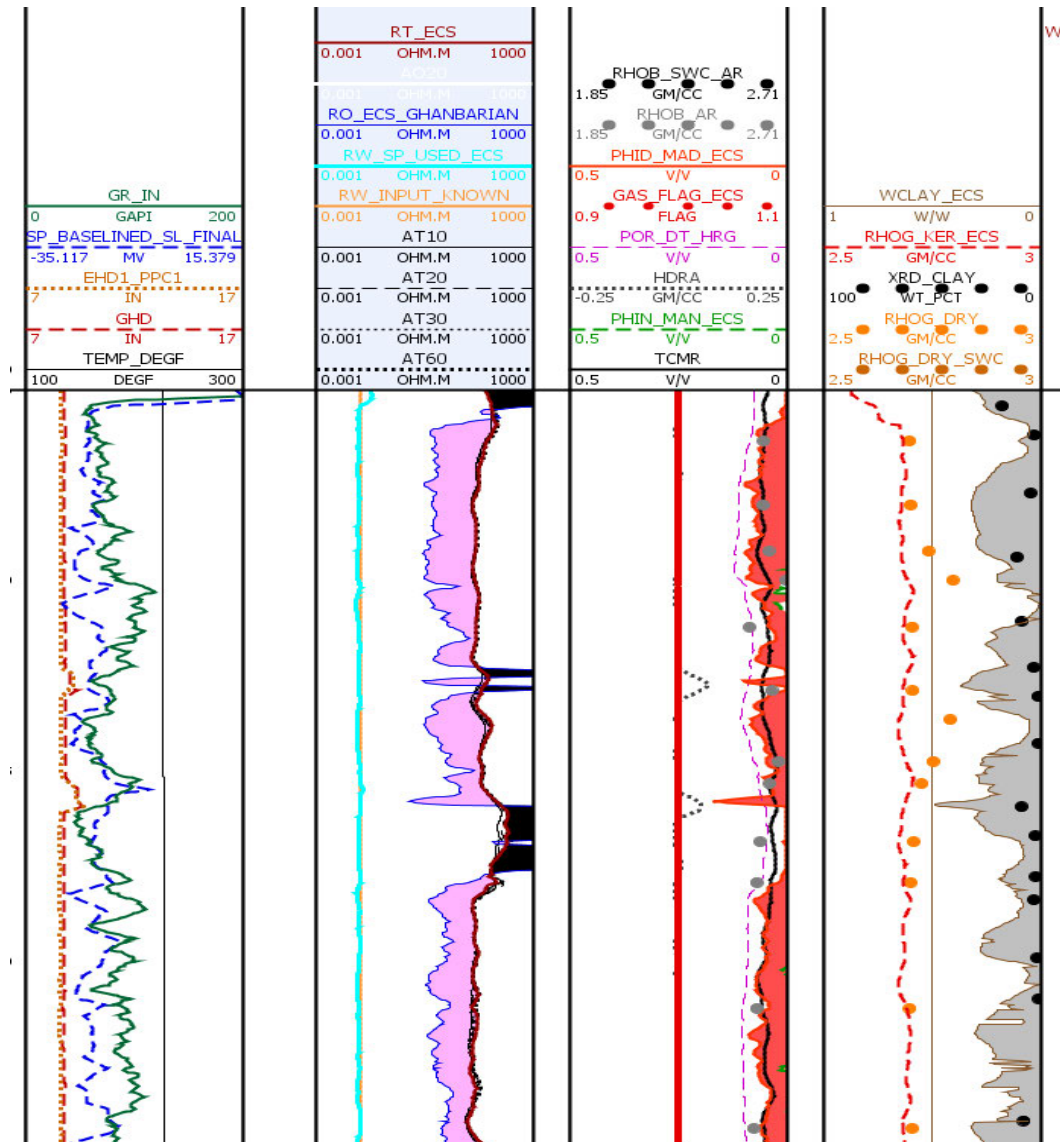 GR_IN
0 GAPI 200
SP_BASELINED_SL_FINAL
-35.117 MV 15.379
EHD1_PPC1
7 IN 17
GHD
7 IN 17
TEMP_DEGF
100 DEGF 300
RT_ECS
0.001 OHM.M 1000
AO20
0.001 OHM.M 1000
RO_ECS_GHANBARIAN
0.001 OHM.M 1000
RW_SP_USED_ECS
0.001 OHM.M 1000
RW_INPUT_KNOWN
0.001 OHM.M 1000
AT10
0.001 OHM.M 1000
AT20
0.001 OHM.M 1000
AT30
0.001 OHM.M 1000
AT60
0.001 OHM.M 1000
RHOB_SWC_AR
1.85 GM/CC 2.71
RHOB_AR
1.85 GM/CC 2.71
PHID_MAD_ECS
0.5 V/V 0
GAS_FLAG_ECS
0.9 FLAG 1.1
POR_DT_HRG
0.5 V/V 0
HDRA
-0.25 GM/CC 0.25
PHIN_MAN_ECS
0.5 V/V 0
TCMR
0.5 V/V 0
WCLAY_ECS
1 W/W 0
RHOG_KER_ECS
2.5 GM/CC 3
XRD_CLAY
100 WT_PCT 0
RHOG_DRY
2.5 GM/CC 3
RHOG_DRY_SWC
2.5 GM/CC 3